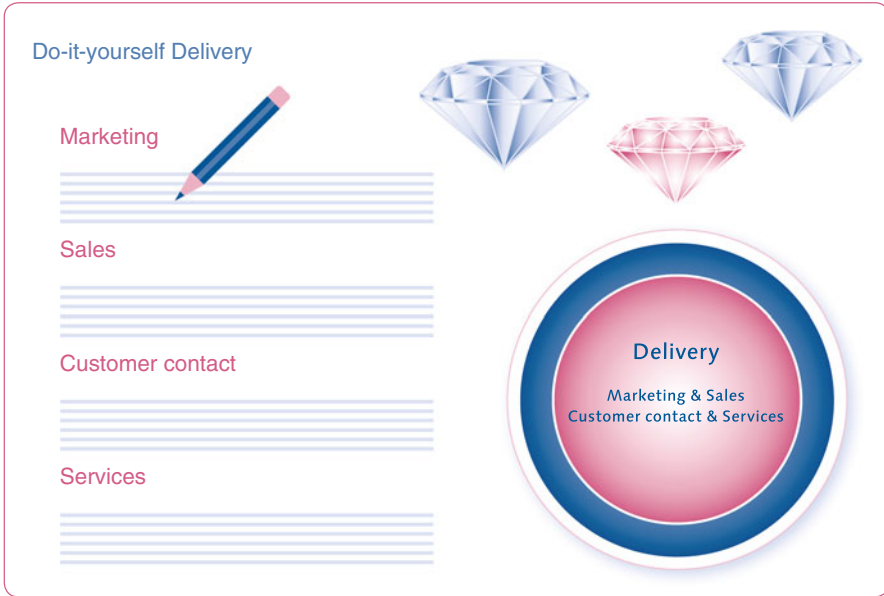 Do-it-yourself Delivery
Marketing
Sales
Customer contact
Services
Delivery
Marketing & Sales
Customer contact & Services